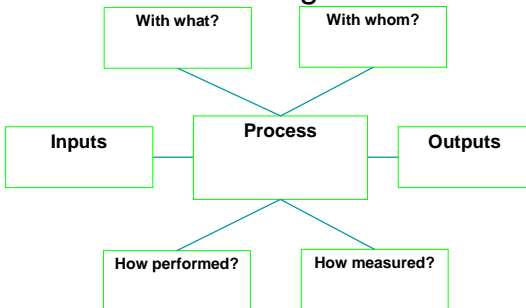 With what?
With whom?
Inputs
Process
Outputs
How performed?
How measured?